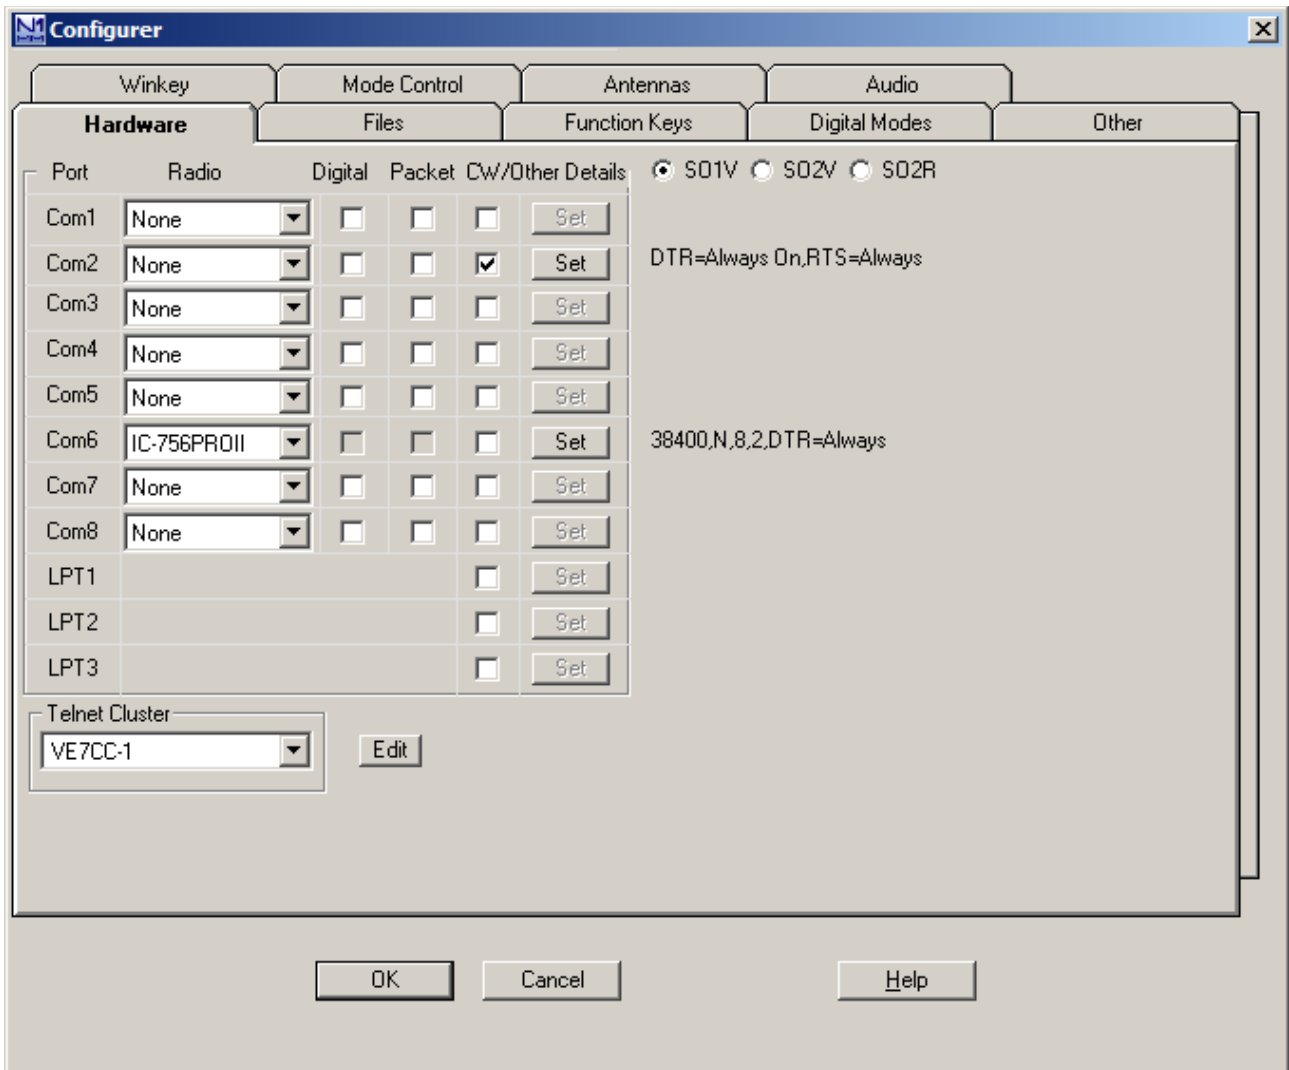 N1 MM Configurer
Winkey Mode Control Antennas Audio
Hardware Files Function Keys Digital Modes Other
Port Radio Digital Packet CW/Other Details SO1V SO2V SO2R
Com1 None Set
Com2 None Set DTR=Always On,RTS=Always
Com3 None Set
Com4 None Set
Com5 None Set
Com6 IC-756PROII Set 38400,N,8,2,DTR=Always
Com7 None Set
Com8 None Set
LPT1 Set
LPT2 Set
LPT3 Set
Telnet Cluster
VE7CC-1 Edit
OK Cancel Help